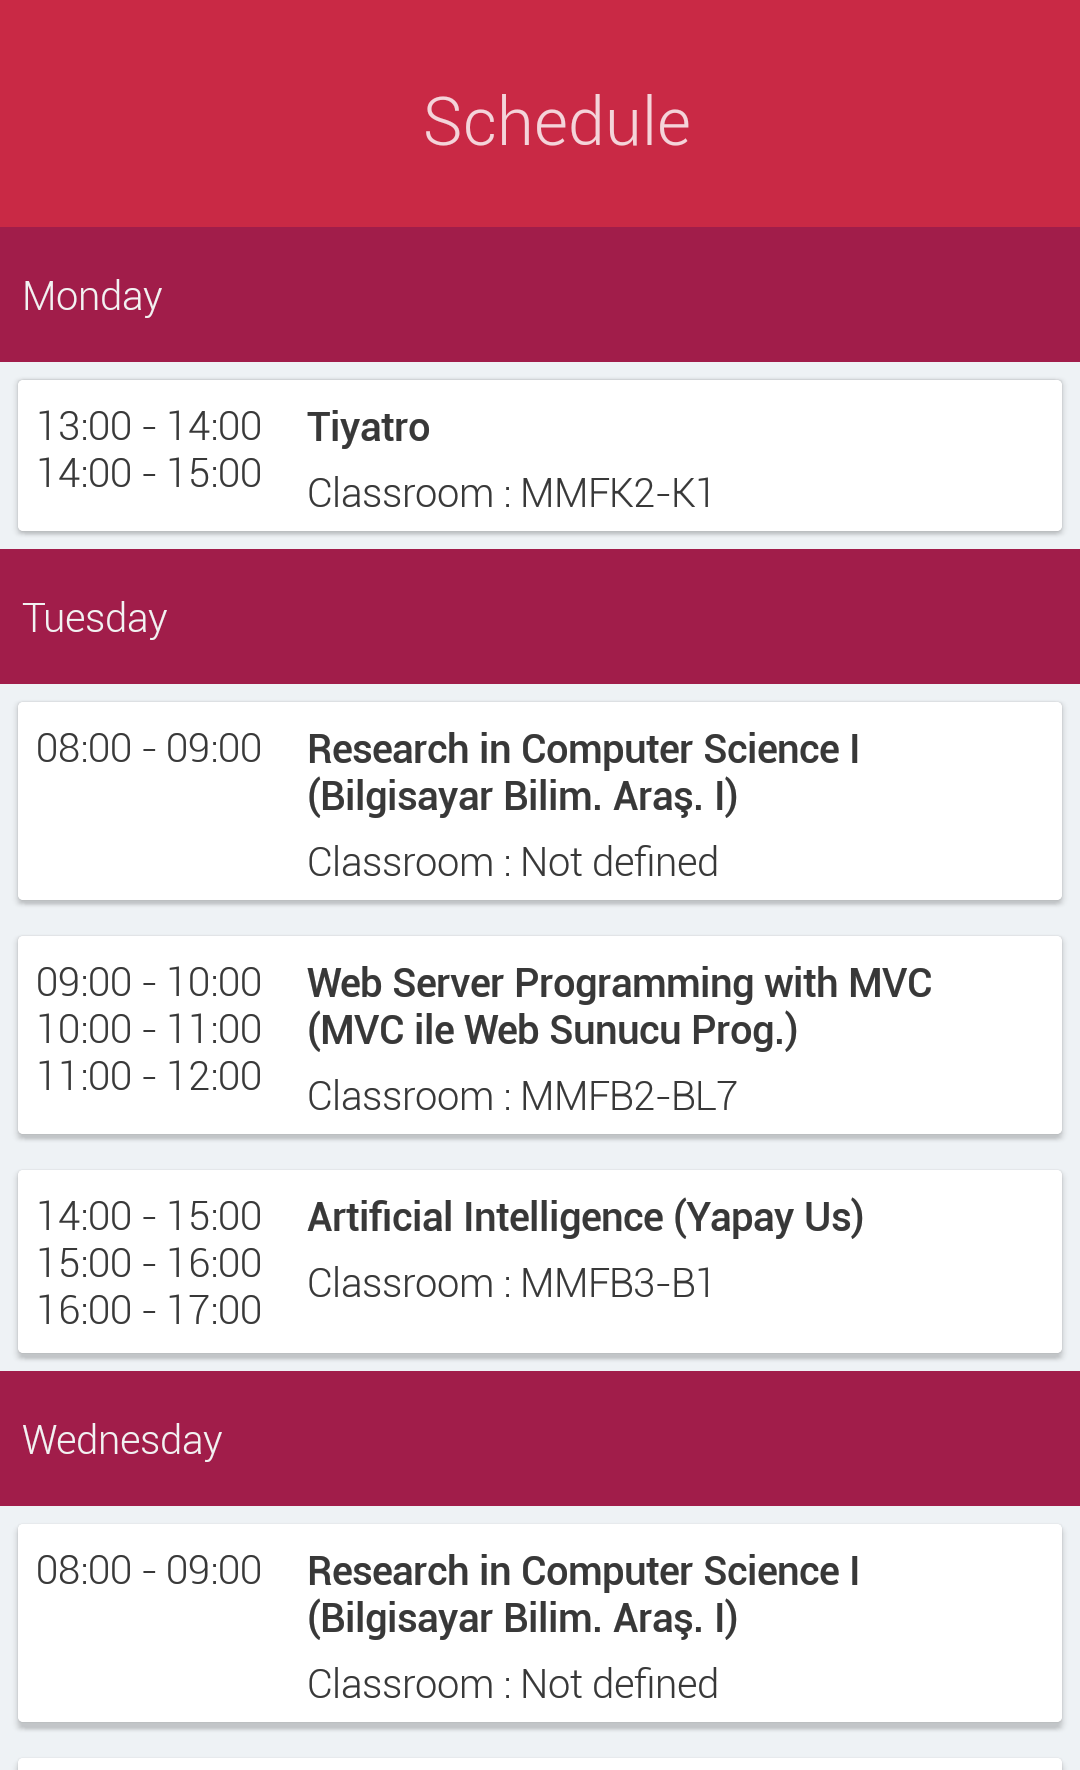 Schedule
Monday
13:00 - 14:00
14:00 - 15:00
Tiyatro
Classroom : MMFK2-K1
Tuesday
08:00 - 09:00
Research in Computer Science I
(Bilgisayar Bilim. Araş. I)
Classroom : Not defined
09:00 - 10:00
10:00 - 11:00
11:00 - 12:00
Web Server Programming with MVC
(MVC ile Web Sunucu Prog.)
Classroom : MMFB2-BL7
14:00 - 15:00
15:00 - 16:00
16:00 - 17:00
Artificial Intelligence (Yapay Us)
Classroom : MMFB3-B1
Wednesday
08:00 - 09:00
Research in Computer Science I
(Bilgisayar Bilim. Araş. I)
Classroom : Not defined